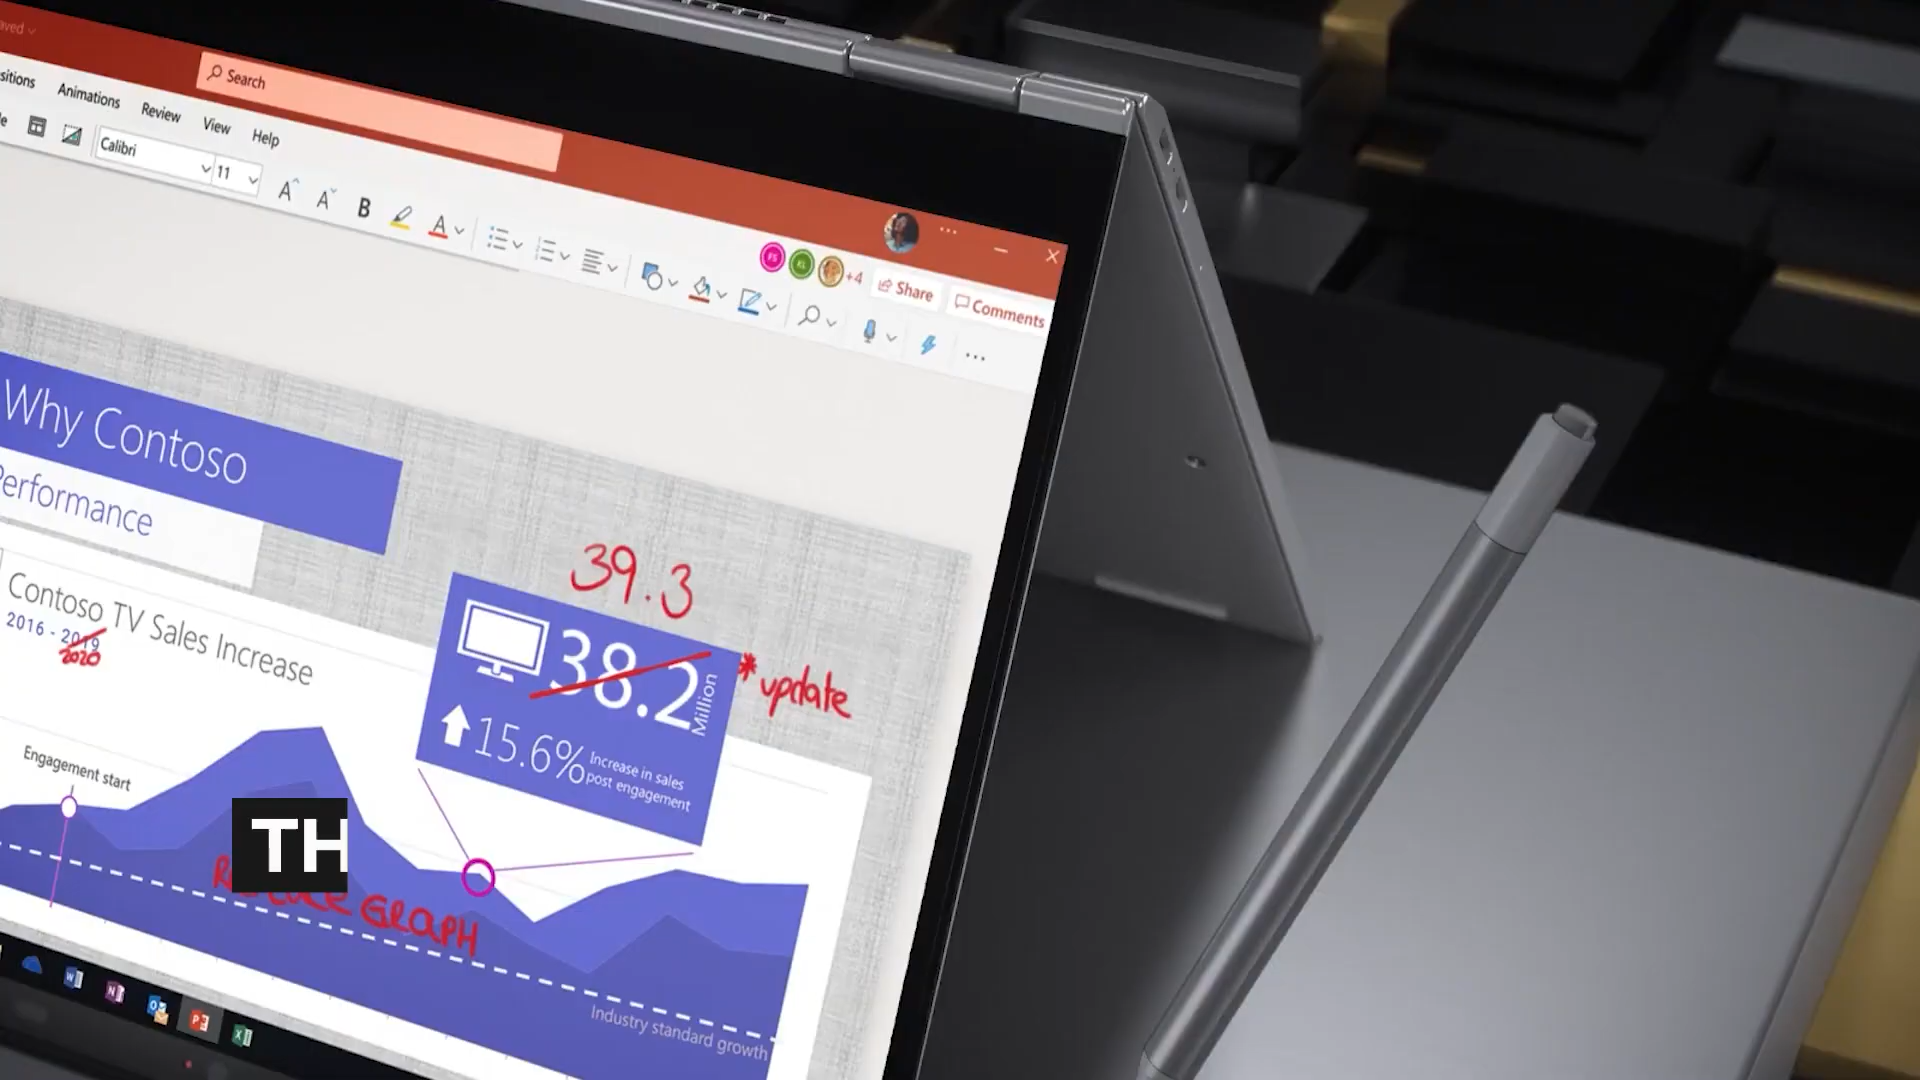 aved
Search
sitions Animations Review View Help
Calibri 11
+4 Share Comments
Why Contoso
Performance
Contoso TV Sales Increase
2016 - 2019
2020
39.3
38.2 Million
* update
15.6% Increase in sales
post engagement
Engagement start
TH
GRAPH
Industry standard growth